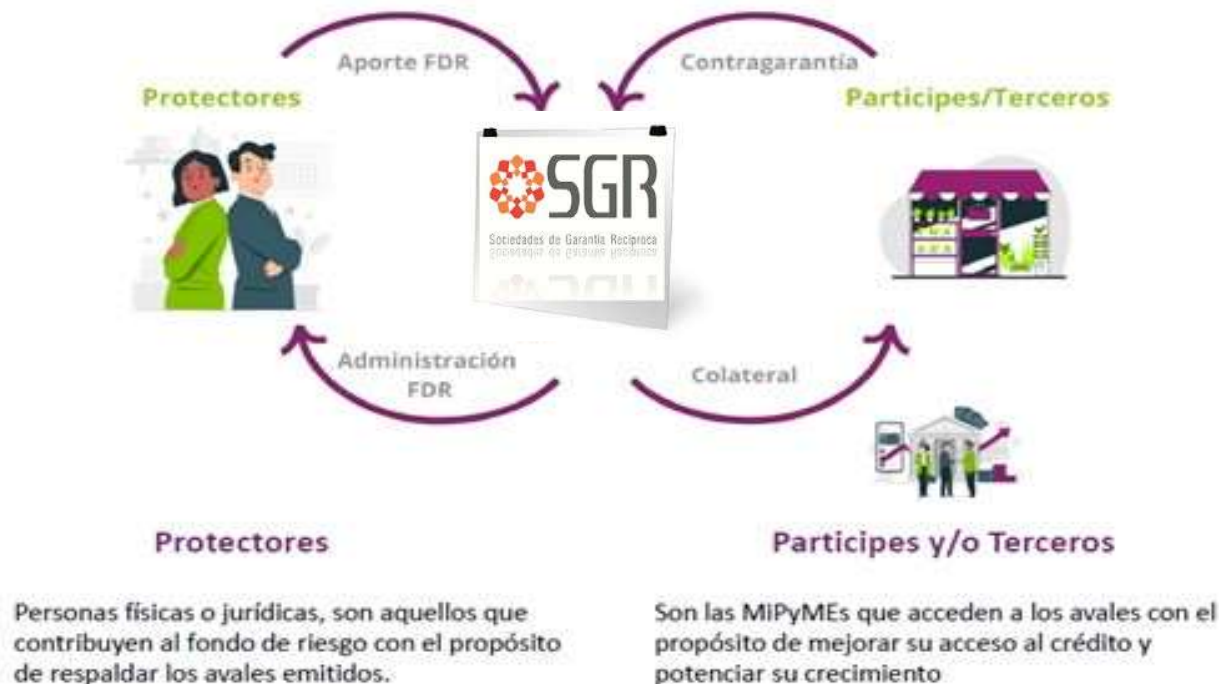 Aporte FDR
Contragarantía
Protectores
Participes/Terceros
SGR
Sociedades de Garantía Recíproca
Administración
FDR
Colateral
Protectores
Personas físicas o jurídicas, son aquellos que
contribuyen al fondo de riesgo con el propósito
de respaldar los avales emitidos.
Participes y/o Terceros
Son las MiPyMEs que acceden a los avales con el
propósito de mejorar su acceso al crédito y
potenciar su crecimiento